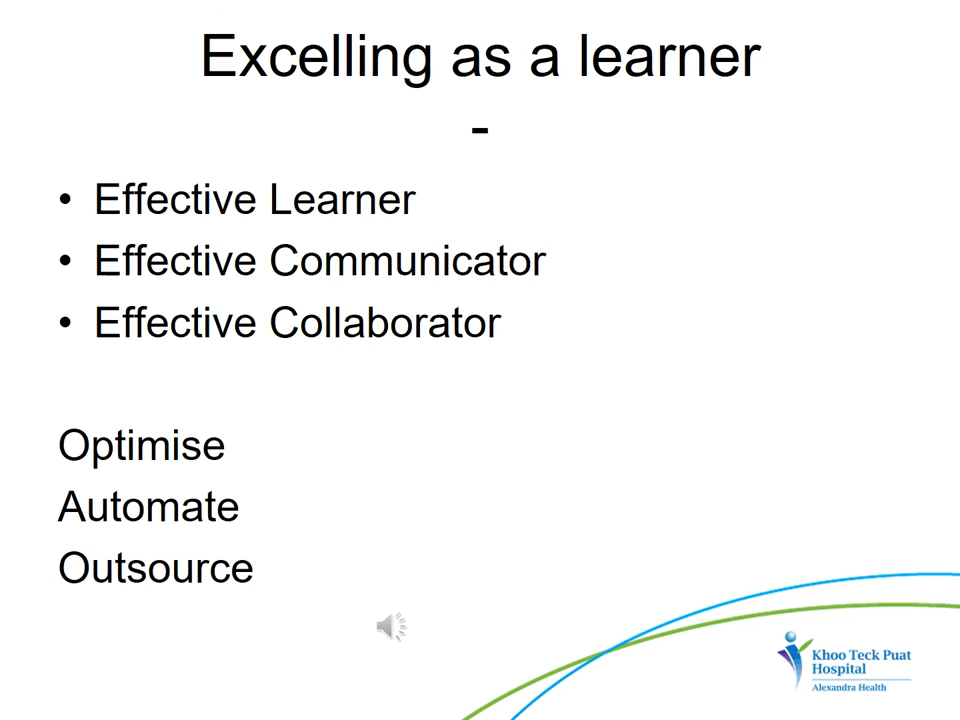 Excelling as a learner
-
• Effective Learner
• Effective Communicator
• Effective Collaborator
Optimise
Automate
Outsource
Khoo Teck Puat
Hospital
Alexandra Health